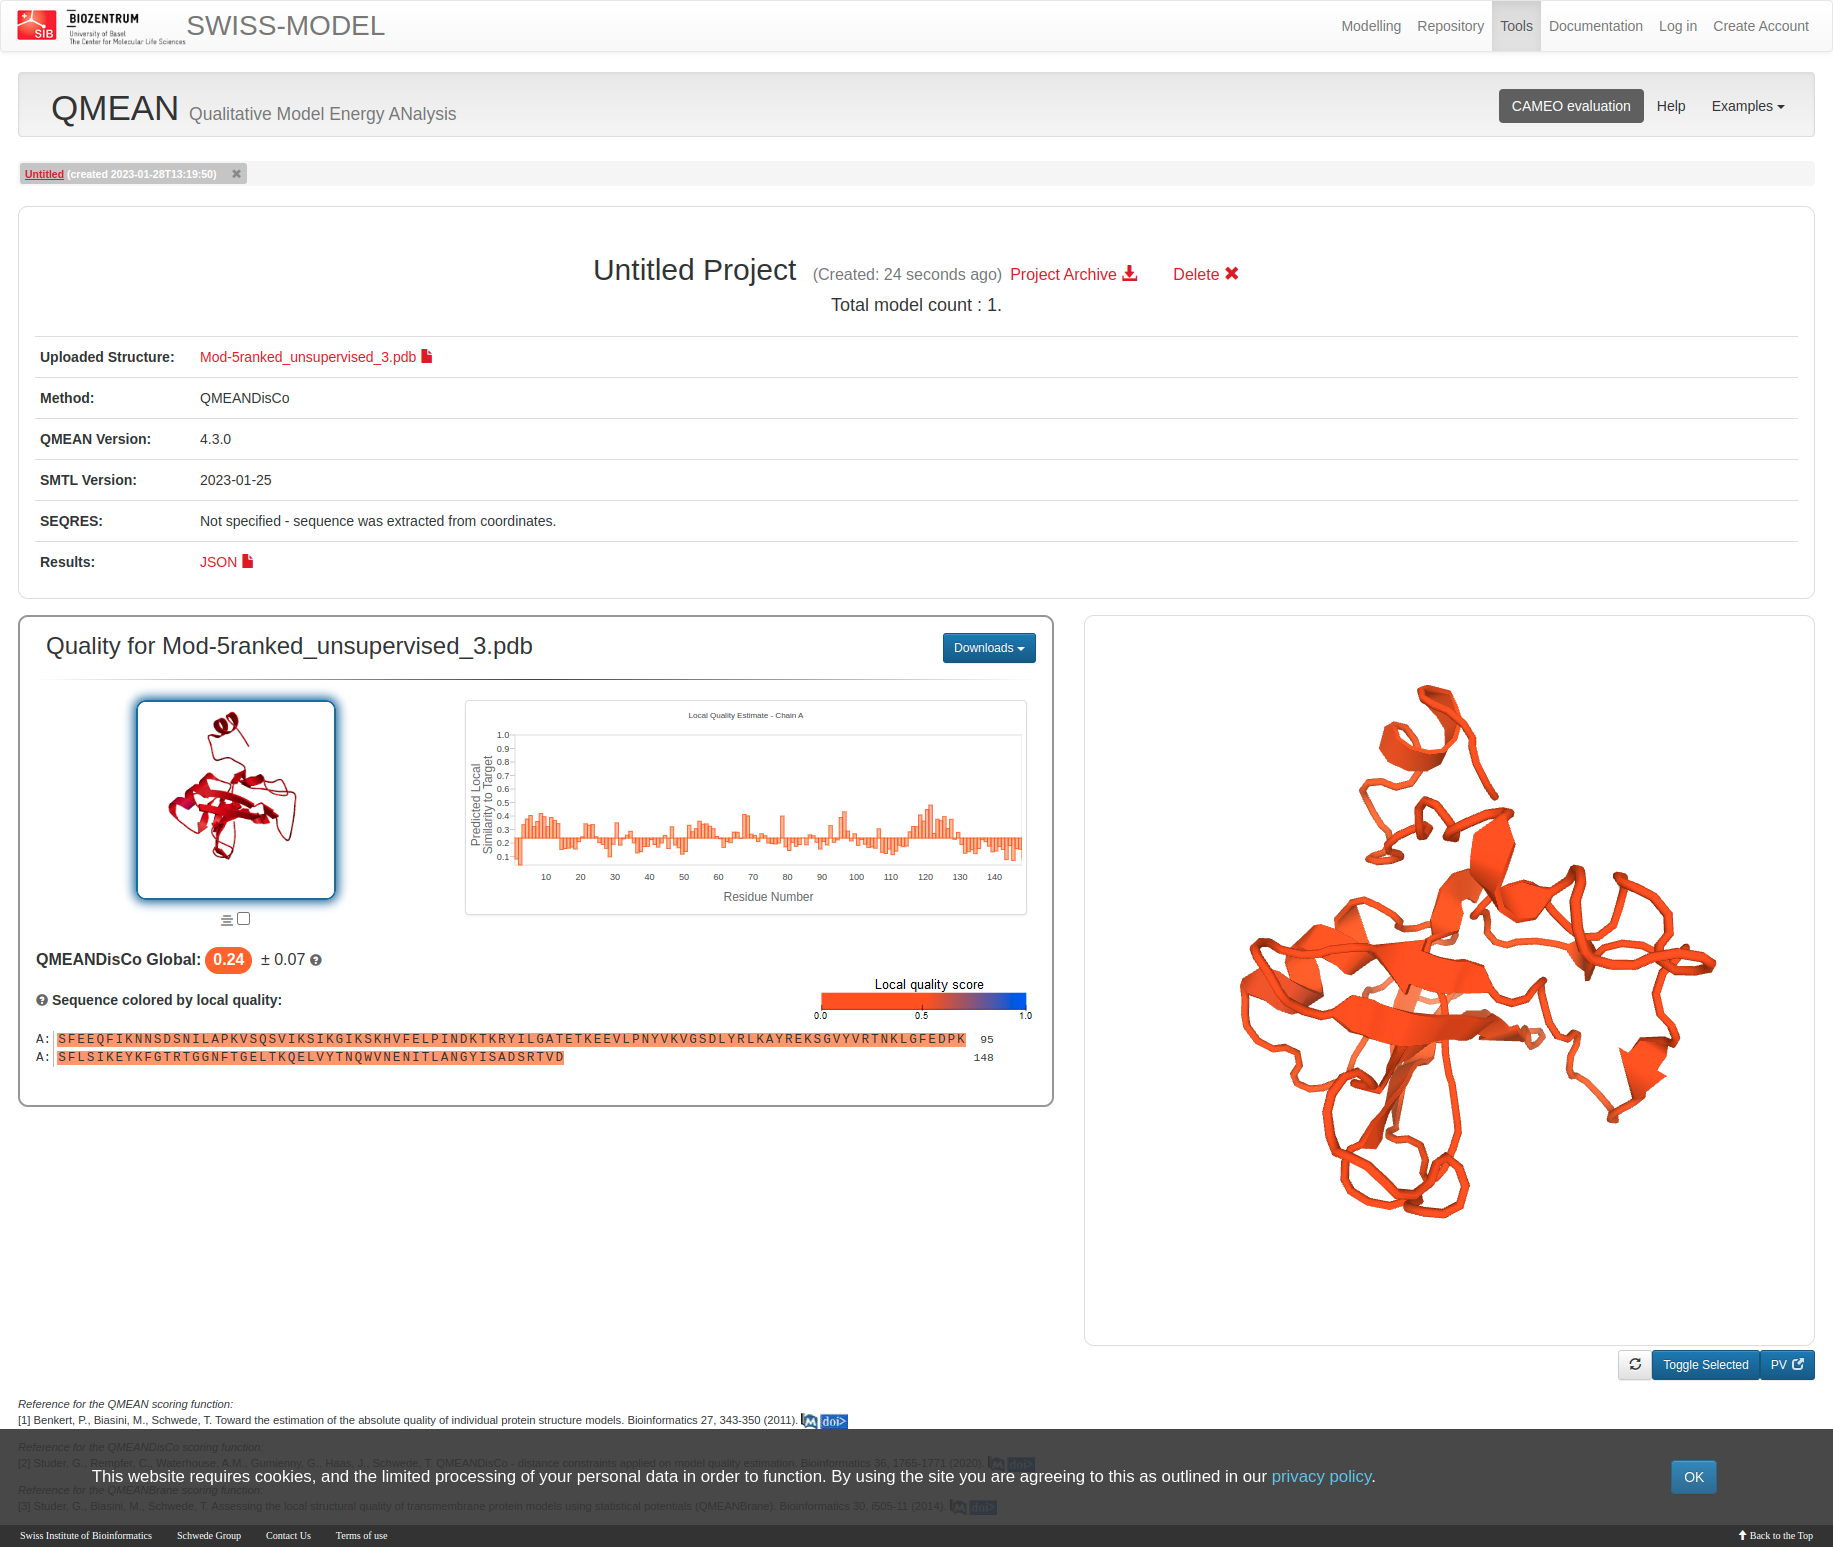 SIB
BIOZENTRUM
University of Basel
The Center for Molecular Life Sciences
SWISS-MODEL
Modelling Repository Tools Documentation Log in Create Account
QMEAN Qualitative Model Energy ANalysis
CAMEO evaluation Help Examples
Untitled (created 2023-01-28T13:19:50)
Untitled Project (Created: 24 seconds ago) Project Archive Delete
Total model count : 1.
Uploaded Structure: Mod-5ranked_unsupervised_3.pdb
Method: QMEANDisCo
QMEAN Version: 4.3.0
SMTL Version: 2023-01-25
SEQRES: Not specified - sequence was extracted from coordinates.
Results: JSON
Quality for Mod-5ranked_unsupervised_3.pdb
Downloads
Local Quality Estimate - Chain A
Predicted Local
Similarity to Target
1.0
0.9
0.8
0.7
0.6
0.5
0.4
0.3
0.2
0.1
10 20 30 40 50 60 70 80 90 100 110 120 130 140
Residue Number
QMEANDisCo Global: 0.24 ± 0.07
Sequence colored by local quality:
Local quality score
0.0 0.5 1.0
A: SFEEQFIKNNSDSNILAPKVSQSVIKSIKGIKSKHVFELPINDKTKRYILGATETKEEVLPNYVKVGSDLYRLKAYREKSGVYVRTNKLGFEDPK 95
A: SFLSIKEYKFGTRTGGNFTGELTKQELVYTNQWVNENITLANGYISADSRTVD 148
Toggle Selected PV
Reference for the QMEAN scoring function:
[1] Benkert, P., Biasini, M., Schwede, T. Toward the estimation of the absolute quality of individual protein structure models. Bioinformatics 27, 343-350 (2011). M doi>
Reference for the QMEANDisCo scoring function:
[2] Studer, G., Rempfer, C., Waterhouse, A.M., Gumienny, G., Haas, J., Schwede, T. QMEANDisCo - distance constraints applied on model quality estimation. Bioinformatics 36, 1765-1771 (2020). M doi>
This website requires cookies, and the limited processing of your personal data in order to function. By using the site you are agreeing to this as outlined in our privacy policy.
OK
Reference for the QMEANBrane scoring function:
[3] Studer, G., Biasini, M., Schwede, T. Assessing the local structural quality of transmembrane protein models using statistical potentials (QMEANBrane). Bioinformatics 30, i505-11 (2014). M doi>
Swiss Institute of Bioinformatics Schwede Group Contact Us Terms of use
Back to the Top